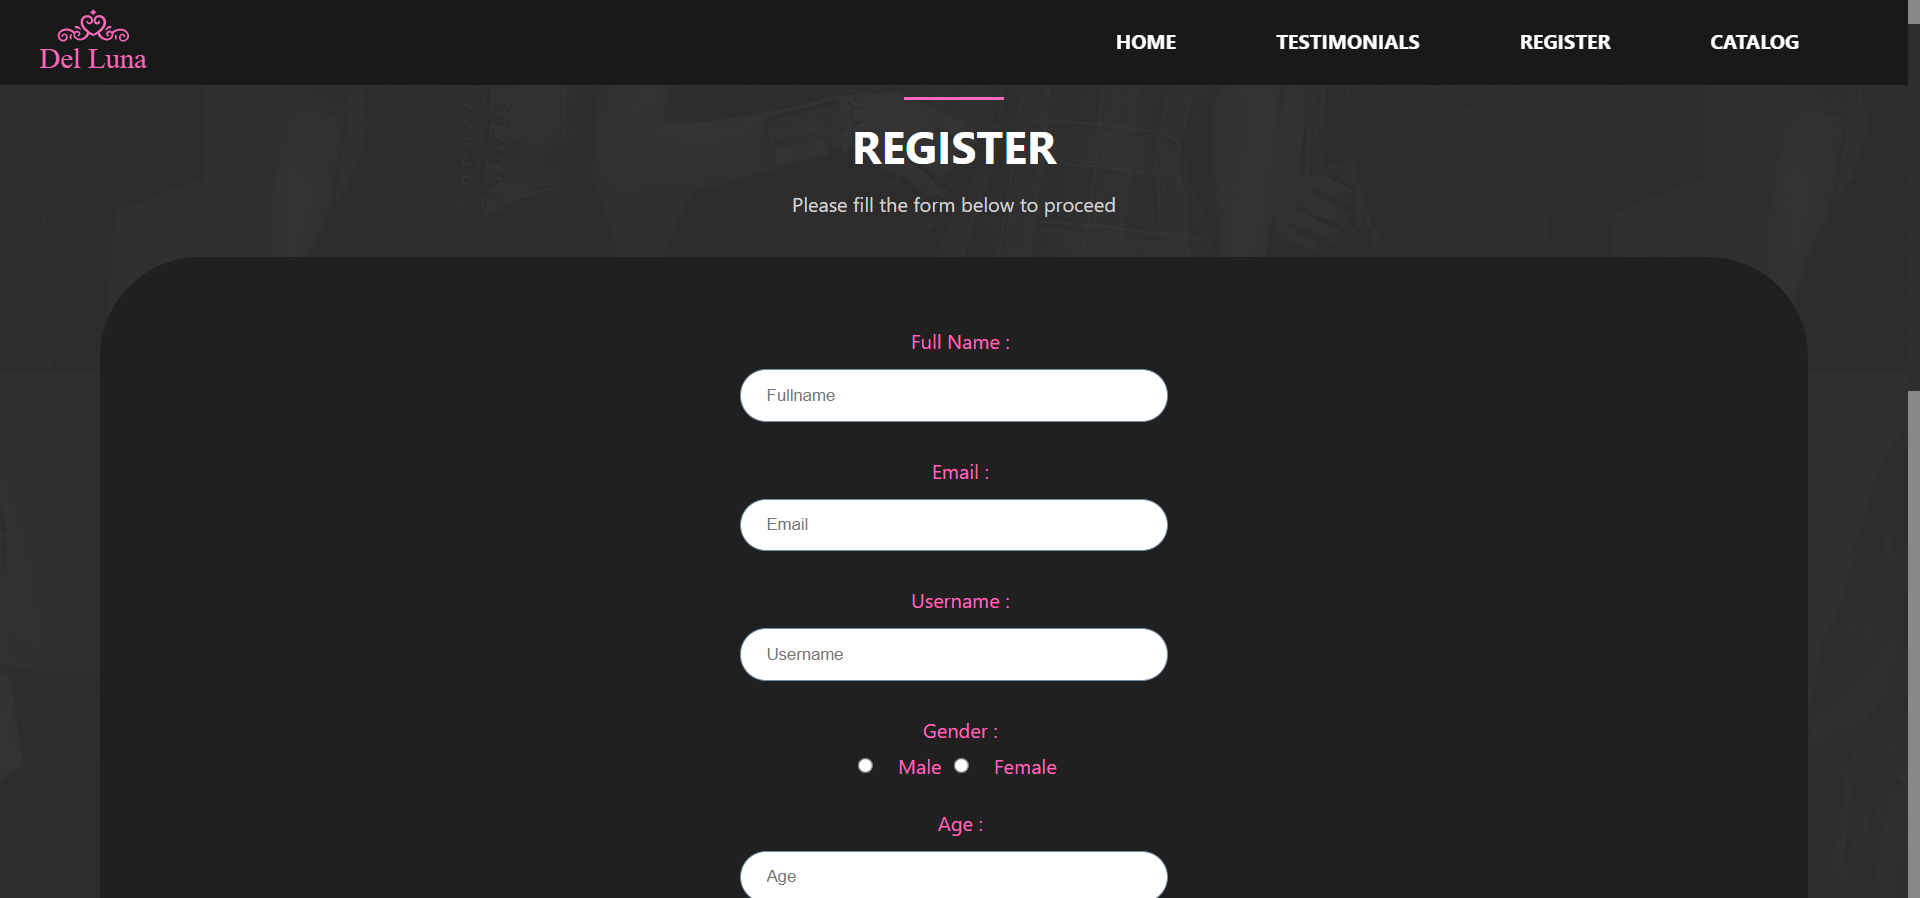 Del Luna
HOME TESTIMONIALS REGISTER CATALOG
REGISTER
Please fill the form below to proceed
Full Name :
Fullname
Email :
Email
Username :
Username
Gender :
Male Female
Age :
Age